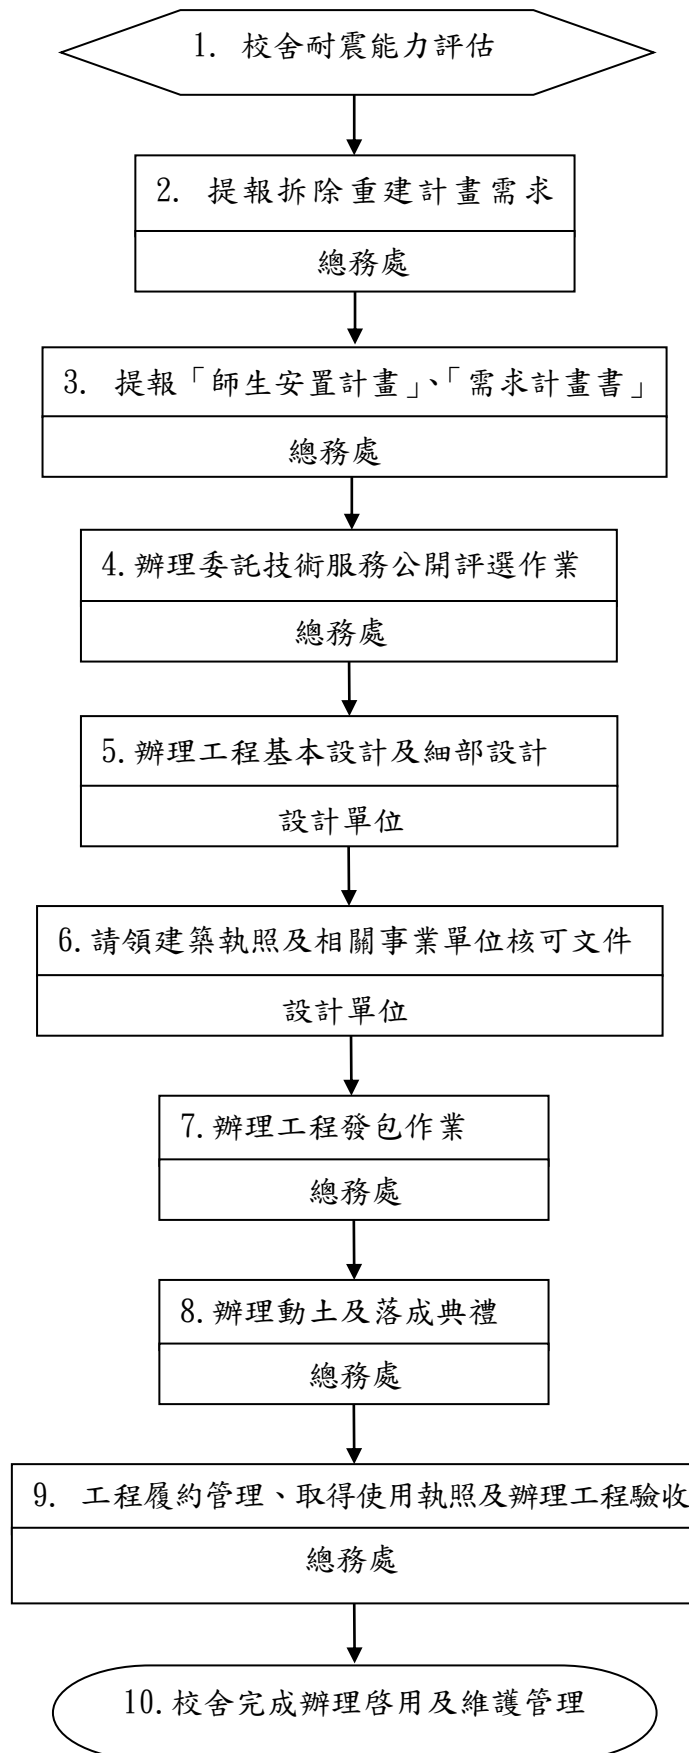 1. 校舍耐震能力評估
2. 提報拆除重建計畫需求
總務處
3. 提報「師生安置計畫」、「需求計畫書」
總務處
4.辦理委託技術服務公開評選作業
總務處
5.辦理工程基本設計及細部設計
設計單位
6.請領建築執照及相關事業單位核可文件
設計單位
7.辦理工程發包作業
總務處
8.辦理動土及落成典禮
總務處
9. 工程履約管理、取得使用執照及辦理工程驗收
總務處
10.校舍完成辦理啟用及維護管理